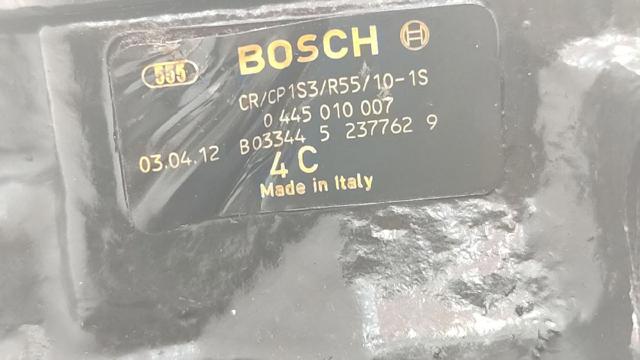 555 BOSCH
CR/CP1S3/R55/10-1S
0 445 010 007
03.04.12 B03344 5 237762 9
4C
Made in Italy